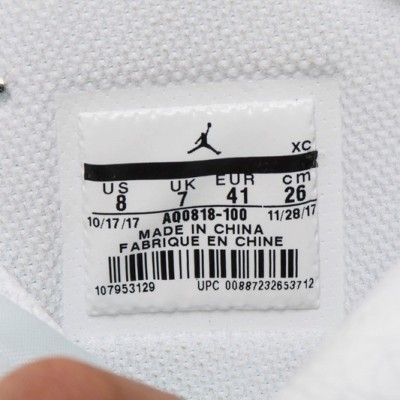 XC
US UK EUR cm
8 7 41 26
10/17/17 AQ0818-100 11/28/17
MADE IN CHINA
FABRIQUE EN CHINE
107953129 UPC 00887232653712